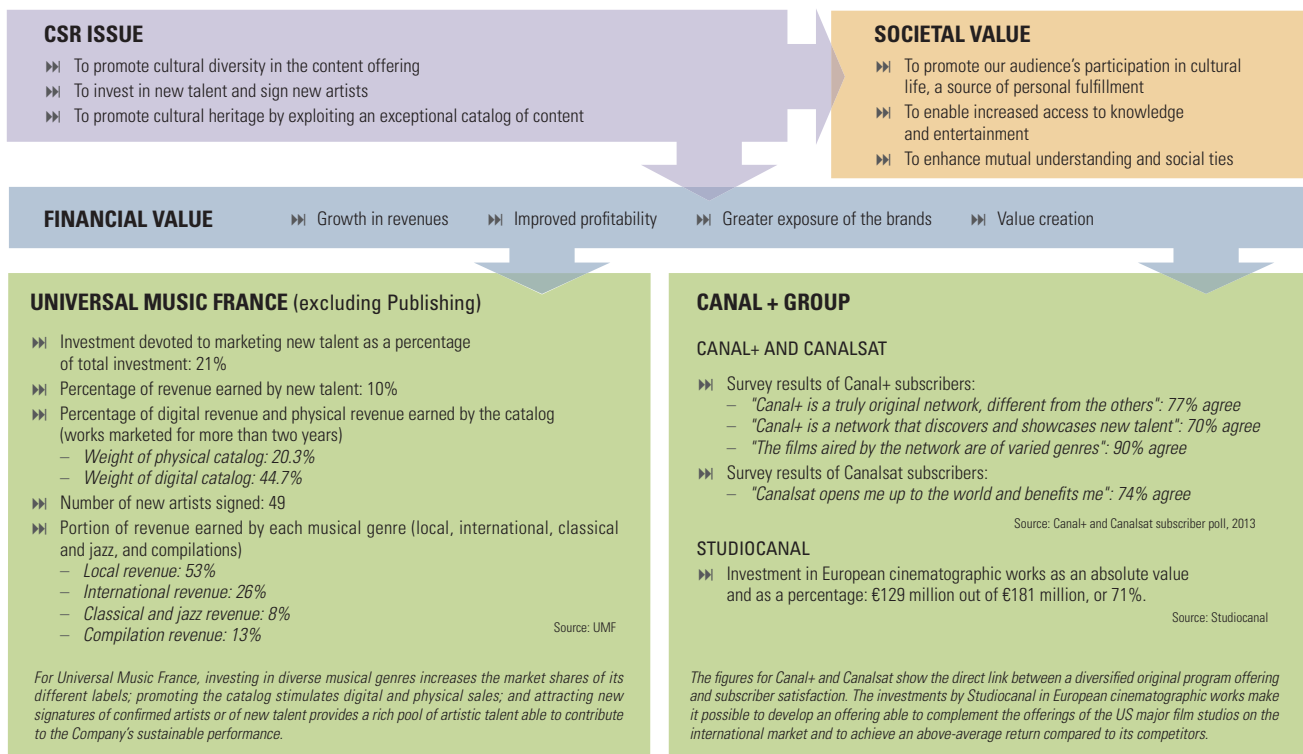 CSR ISSUE
To promote cultural diversity in the content offering
To invest in new talent and sign new artists
To promote cultural heritage by exploiting an exceptional catalog of content
SOCIETAL VALUE
To promote our audience's participation in cultural
life, a source of personal fulfillment
To enable increased access to knowledge
and entertainment
To enhance mutual understanding and social ties
FINANCIAL VALUE
Growth in revenues
Improved profitability
Greater exposure of the brands
Value creation
UNIVERSAL MUSIC FRANCE (excluding Publishing)
Investment devoted to marketing new talent as a percentage
of total investment: 21%
Percentage of revenue earned by new talent: 10%
Percentage of digital revenue and physical revenue earned by the catalog
(works marketed for more than two years)
– Weight of physical catalog: 20.3%
– Weight of digital catalog: 44.7%
Number of new artists signed: 49
Portion of revenue earned by each musical genre (local, international, classical
and jazz, and compilations)
– Local revenue: 53%
– International revenue: 26%
– Classical and jazz revenue: 8%
– Compilation revenue: 13%
Source: UMF
For Universal Music France, investing in diverse musical genres increases the market shares of its
different labels; promoting the catalog stimulates digital and physical sales; and attracting new
signatures of confirmed artists or of new talent provides a rich pool of artistic talent able to contribute
to the Company's sustainable performance.
CANAL + GROUP
CANAL+ AND CANALSAT
Survey results of Canal+ subscribers:
– "Canal+ is a truly original network, different from the others": 77% agree
– "Canal+ is a network that discovers and showcases new talent": 70% agree
– "The films aired by the network are of varied genres": 90% agree
Survey results of Canalsat subscribers:
– "Canalsat opens me up to the world and benefits me": 74% agree
Source: Canal+ and Canalsat subscriber poll, 2013
STUDIOCANAL
Investment in European cinematographic works as an absolute value
and as a percentage: €129 million out of €181 million, or 71%.
Source: Studiocanal
The figures for Canal+ and Canalsat show the direct link between a diversified original program offering
and subscriber satisfaction. The investments by Studiocanal in European cinematographic works make
it possible to develop an offering able to complement the offerings of the US major film studios on the
international market and to achieve an above-average return compared to its competitors.